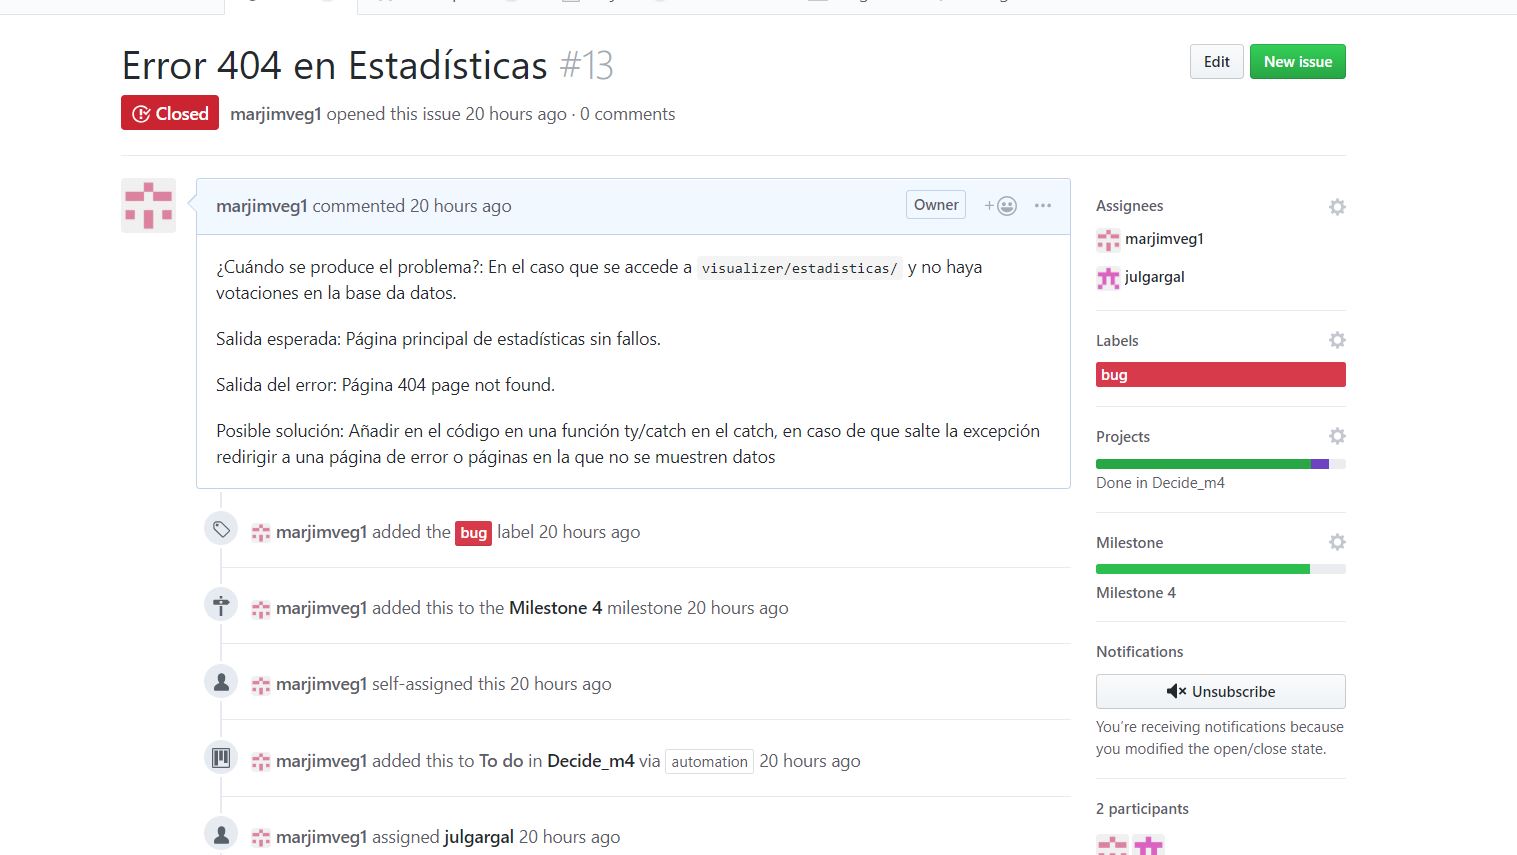 Error 404 en Estadísticas #13
Edit
New issue
Closed
marjimveg1 opened this issue 20 hours ago · 0 comments
marjimveg1 commented 20 hours ago
Owner
¿Cuándo se produce el problema?: En el caso que se accede a visualizer/estadisticas/ y no haya
votaciones en la base da datos.
Salida esperada: Página principal de estadísticas sin fallos.
Salida del error: Página 404 page not found.
Posible solución: Añadir en el código en una función ty/catch en el catch, en caso de que salte la excepción
redirigir a una página de error o páginas en la que no se muestren datos
marjimveg1 added the bug label 20 hours ago
marjimveg1 added this to the Milestone 4 milestone 20 hours ago
marjimveg1 self-assigned this 20 hours ago
marjimveg1 added this to To do in Decide_m4 via automation 20 hours ago
marjimveg1 assigned julgargal 20 hours ago
Assignees
marjimveg1
julgargal
Labels
bug
Projects
Done in Decide_m4
Milestone
Milestone 4
Notifications
Unsubscribe
You're receiving notifications because
you modified the open/close state.
2 participants